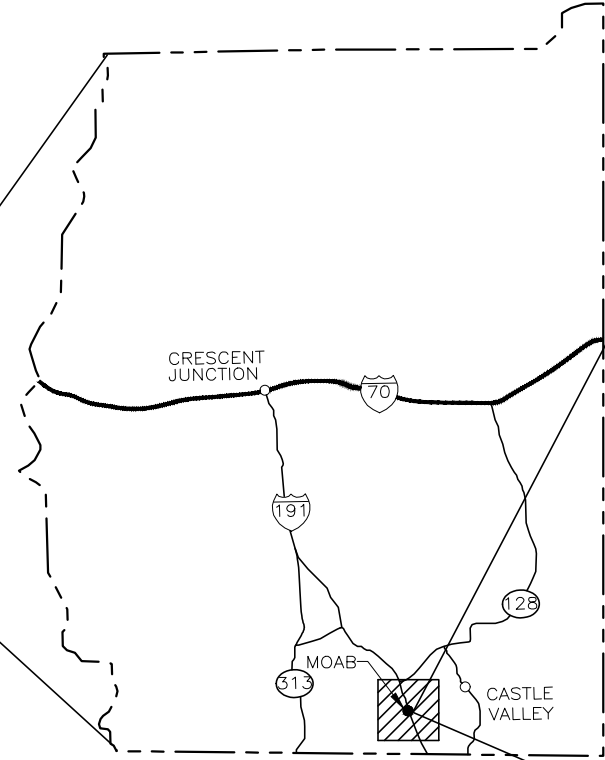 CRESCENT
JUNCTION
70
191
128
MOAB
313
CASTLE
VALLEY